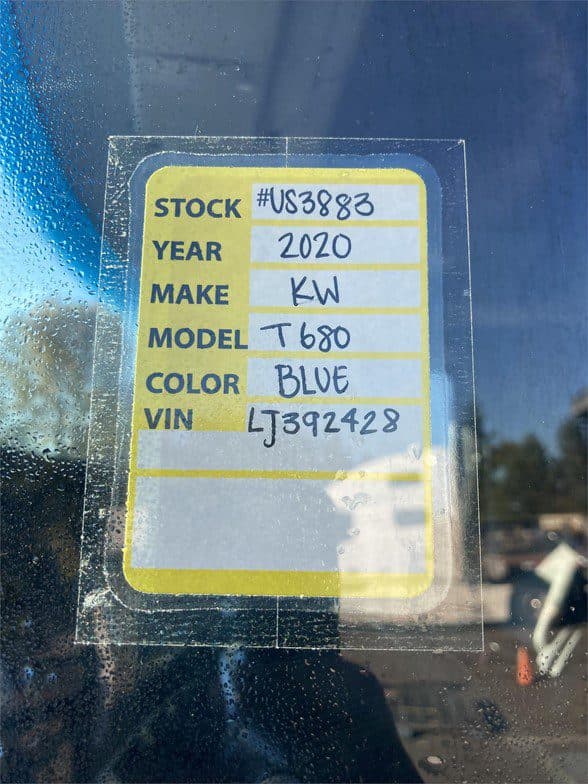 STOCK #US3883
YEAR 2020
MAKE KW
MODEL T680
COLOR BLUE
VIN LJ392428